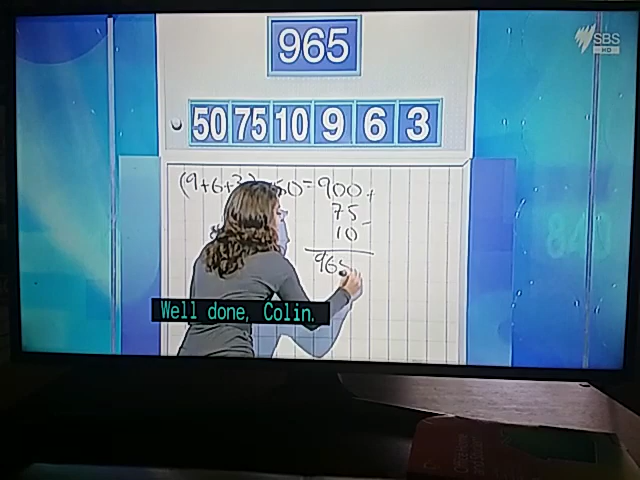 965
SBS
HD
50 75 10 9 6 3
(9+6+3) 50 = 900 +
75 -
10
965
Well done, Colin.